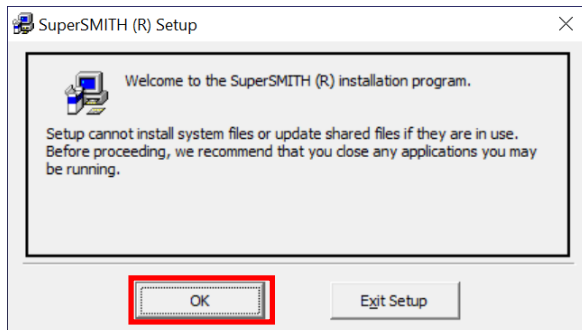 SuperSMITH (R) Setup
Welcome to the SuperSMITH (R) installation program.
Setup cannot install system files or update shared files if they are in use.
Before proceeding, we recommend that you close any applications you may
be running.
OK
Exit Setup